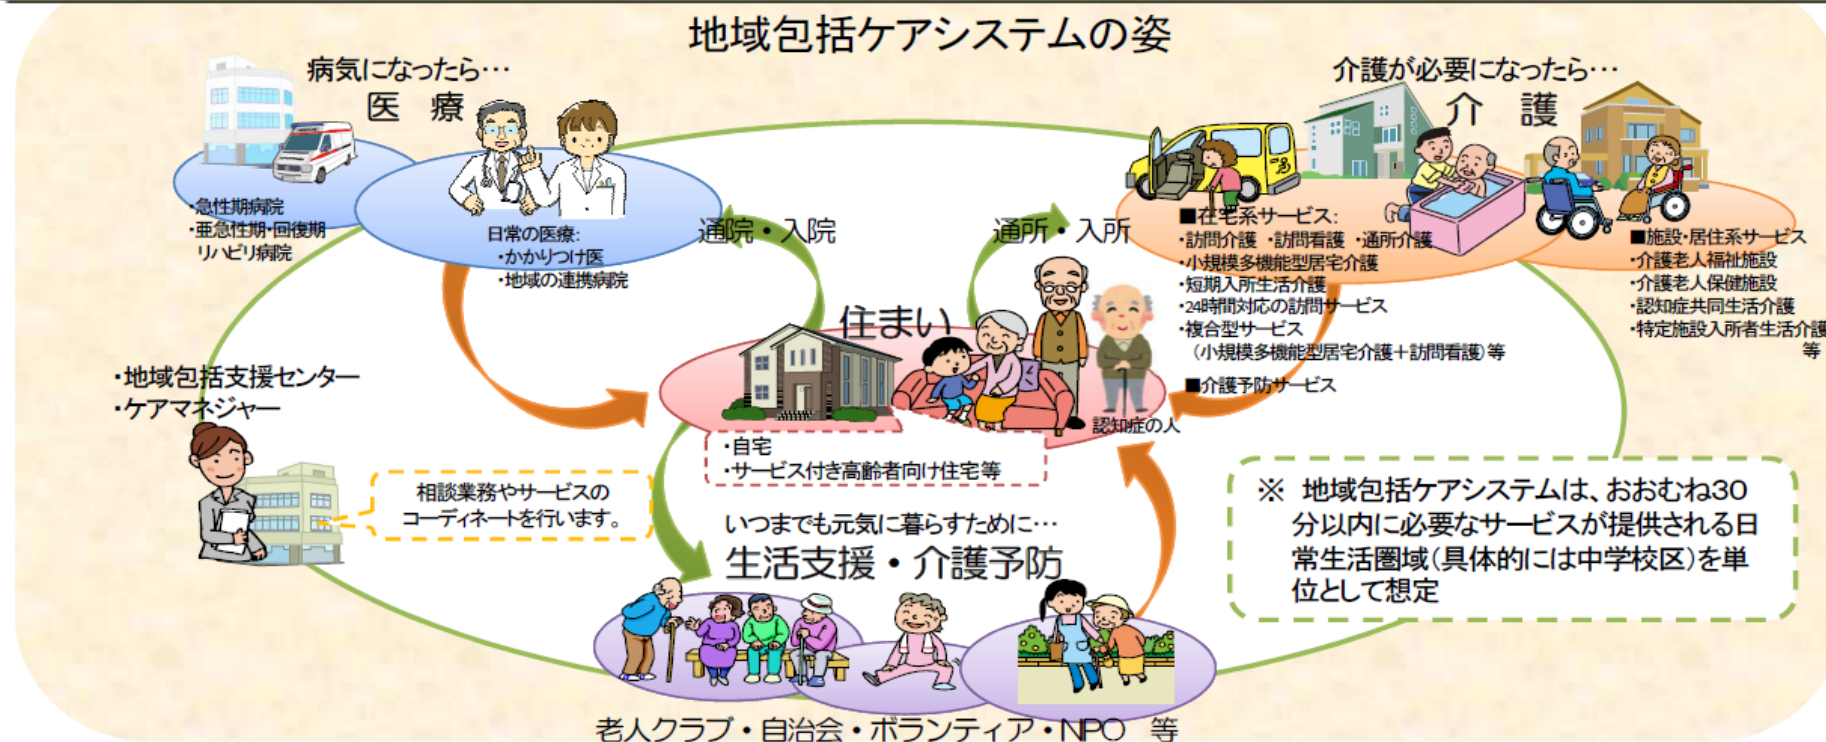 地域包括ケアシステムの姿
病気になったら…
医 療
・急性期病院
・亜急性期・回復期
リハビリ病院
日常の医療:
・かかりつけ医
・地域の連携病院
通院・入院
通所・入所
介護が必要になったら…
介 護
■在宅系サービス:
・訪問介護 ・訪問看護 ・通所介護
・小規模多機能型居宅介護
・短期入所生活介護
・24時間対応の訪問サービス
・複合型サービス
(小規模多機能型居宅介護+訪問看護)等
■介護予防サービス
■施設・居住系サービス
・介護老人福祉施設
・介護老人保健施設
・認知症共同生活介護
・特定施設入所者生活介護
等
住まい
認知症の人
・自宅
・サービス付き高齢者向け住宅等
・地域包括支援センター
・ケアマネジャー
相談業務やサービスの
コーディネートを行います。
いつまでも元気に暮らすために…
生活支援・介護予防
老人クラブ・自治会・ボランティア・NPO 等
※ 地域包括ケアシステムは、おおむね30
分以内に必要なサービスが提供される日
常生活圏域(具体的には中学校区)を単
位として想定